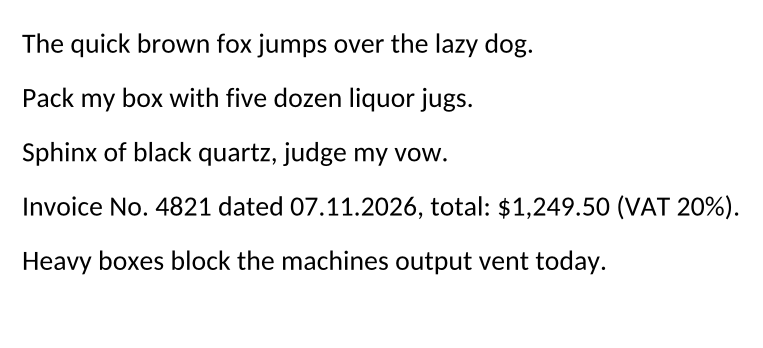 The quick brown fox jumps over the lazy dog.
Pack my box with five dozen liquor jugs.
Sphinx of black quartz, judge my vow.
Invoice No. 4821 dated 07.11.2026, total: $1,249.50 (VAT 20%).
Heavy boxes block the machines output vent today.